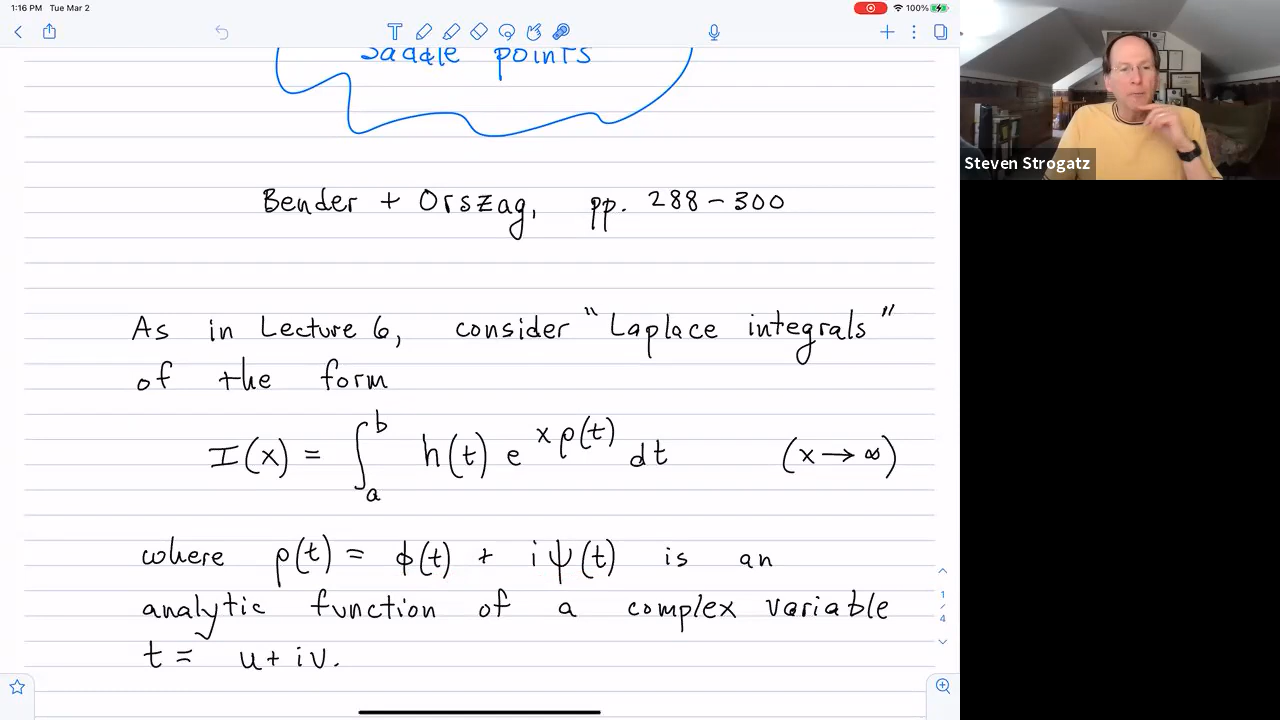 1:16 PM Tue Mar 2
100%
saddle points
Bender + Orszag, pp. 288-300
As in Lecture 6, consider "Laplace integrals"
of the form
I(x) = ∫_a^b h(t) e^{xρ(t)} dt (x → ∞)
where ρ(t) = φ(t) + iψ(t) is an
analytic function of a complex variable
t = u + iv.
1/4
Steven Strogatz